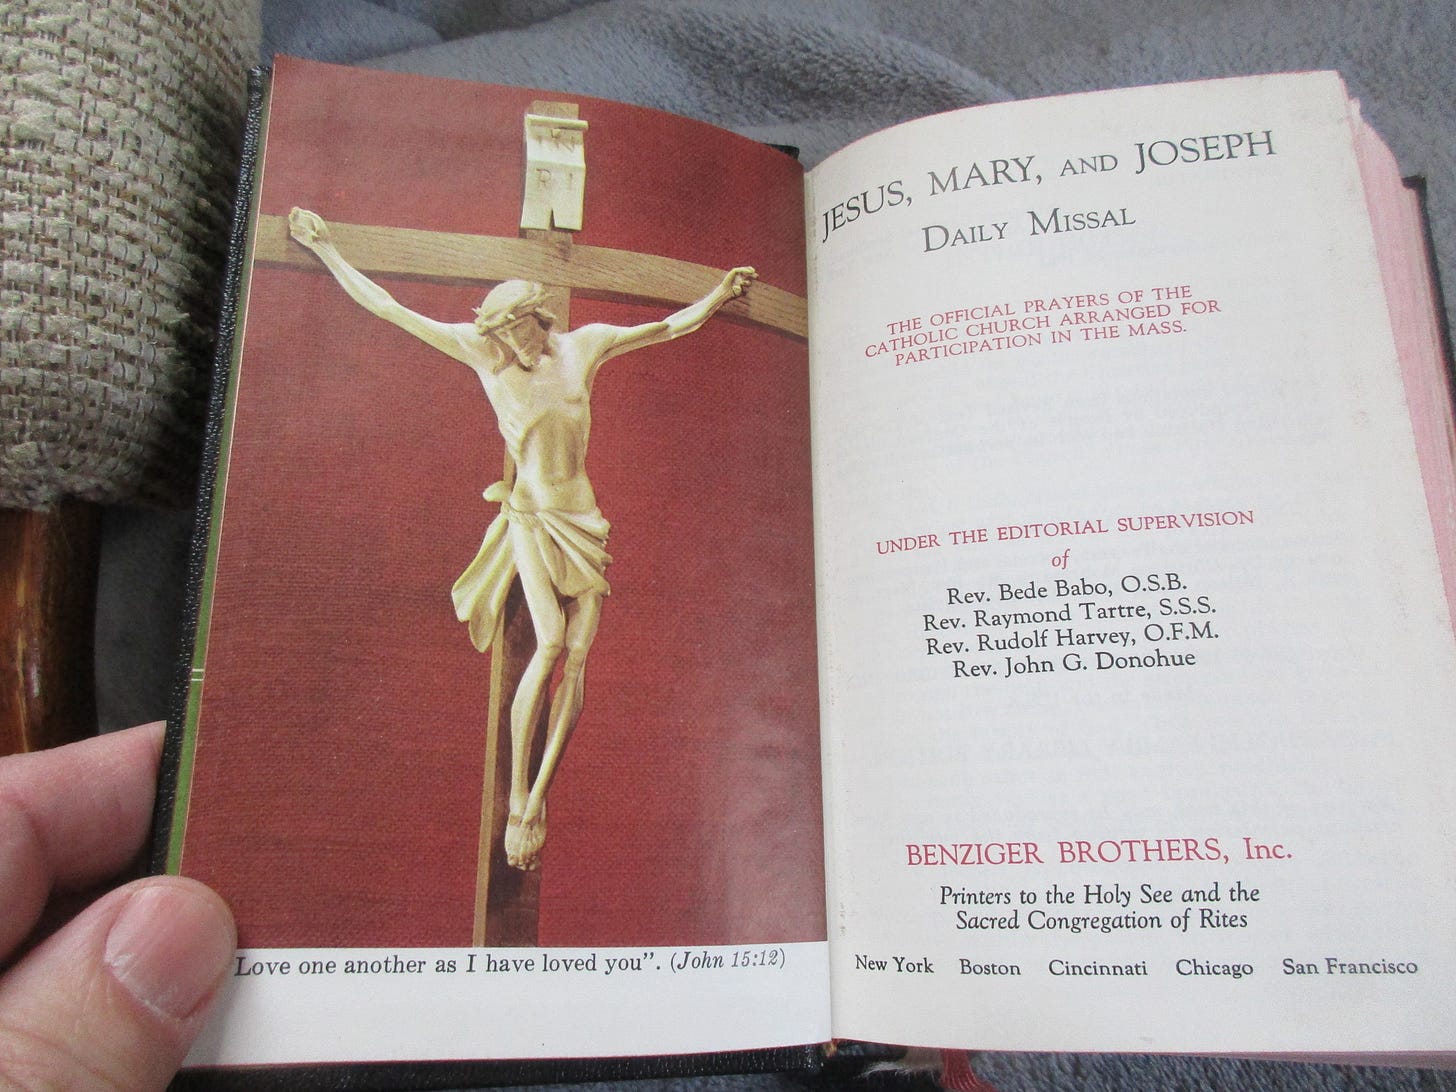 IN
RI
"Love one another as I have loved you". (John 15:12)
JESUS, MARY, AND JOSEPH
DAILY MISSAL
THE OFFICIAL PRAYERS OF THE
CATHOLIC CHURCH ARRANGED FOR
PARTICIPATION IN THE MASS.
UNDER THE EDITORIAL SUPERVISION
of
Rev. Bede Babo, O.S.B.
Rev. Raymond Tartre, S.S.S.
Rev. Rudolf Harvey, O.F.M.
Rev. John G. Donohue
BENZIGER BROTHERS, Inc.
Printers to the Holy See and the
Sacred Congregation of Rites
New York Boston Cincinnati Chicago San Francisco